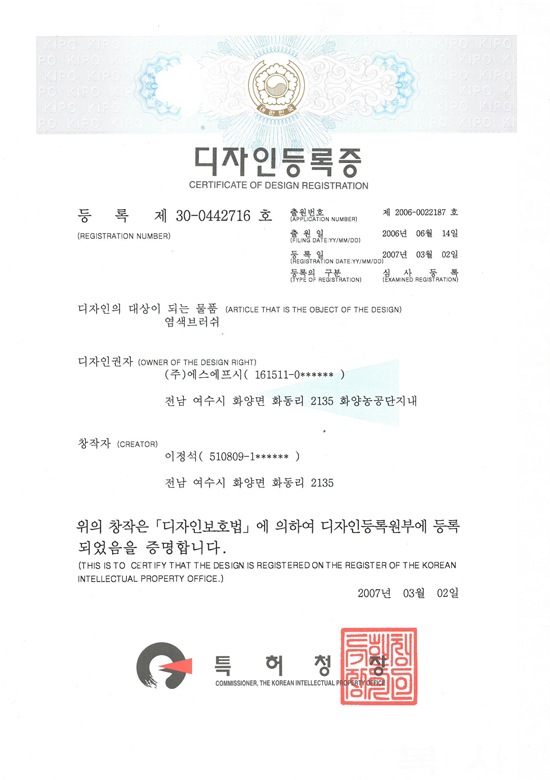 KIPO KIPO KIPO KIPO
대한민국
디자인등록증
CERTIFICATE OF DESIGN REGISTRATION
등 록 제 30-0442716 호
(REGISTRATION NUMBER)
출원번호 제 2006-0022187 호
(APPLICATION NUMBER)
출 원 일 2006년 06월 14일
(FILING DATE:YY/MM/DD)
등 록 일 2007년 03월 02일
(REGISTRATION DATE:YY/MM/DD)
등록의 구분 심 사 등 록
(TYPE OF REGISTRATION) (EXAMINED REGISTRATION)
디자인의 대상이 되는 물품 (ARTICLE THAT IS THE OBJECT OF THE DESIGN)
염색브러쉬
디자인권자 (OWNER OF THE DESIGN RIGHT)
(주)에스에프시( 161511-0****** )
전남 여수시 화양면 화동리 2135 화양농공단지내
창작자 (CREATOR)
이정석( 510809-1****** )
전남 여수시 화양면 화동리 2135
위의 창작은「디자인보호법」에 의하여 디자인등록원부에 등록
되었음을 증명합니다.
(THIS IS TO CERTIFY THAT THE DESIGN IS REGISTERED ON THE REGISTER OF THE KOREAN
INTELLECTUAL PROPERTY OFFICE.)
2007년 03월 02일
특 허 청 장
COMMISSIONER, THE KOREAN INTELLECTUAL PROPERTY OFFICE